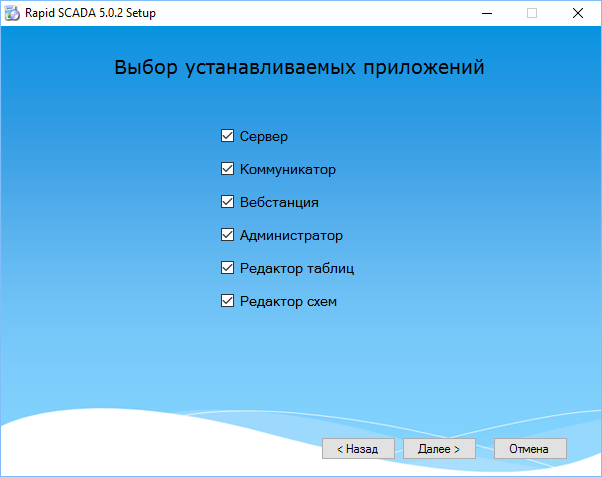 Rapid SCADA 5.0.2 Setup
Выбор устанавливаемых приложений
Сервер
Коммуникатор
Вебстанция
Администратор
Редактор таблиц
Редактор схем
< Назад
Далее >
Отмена